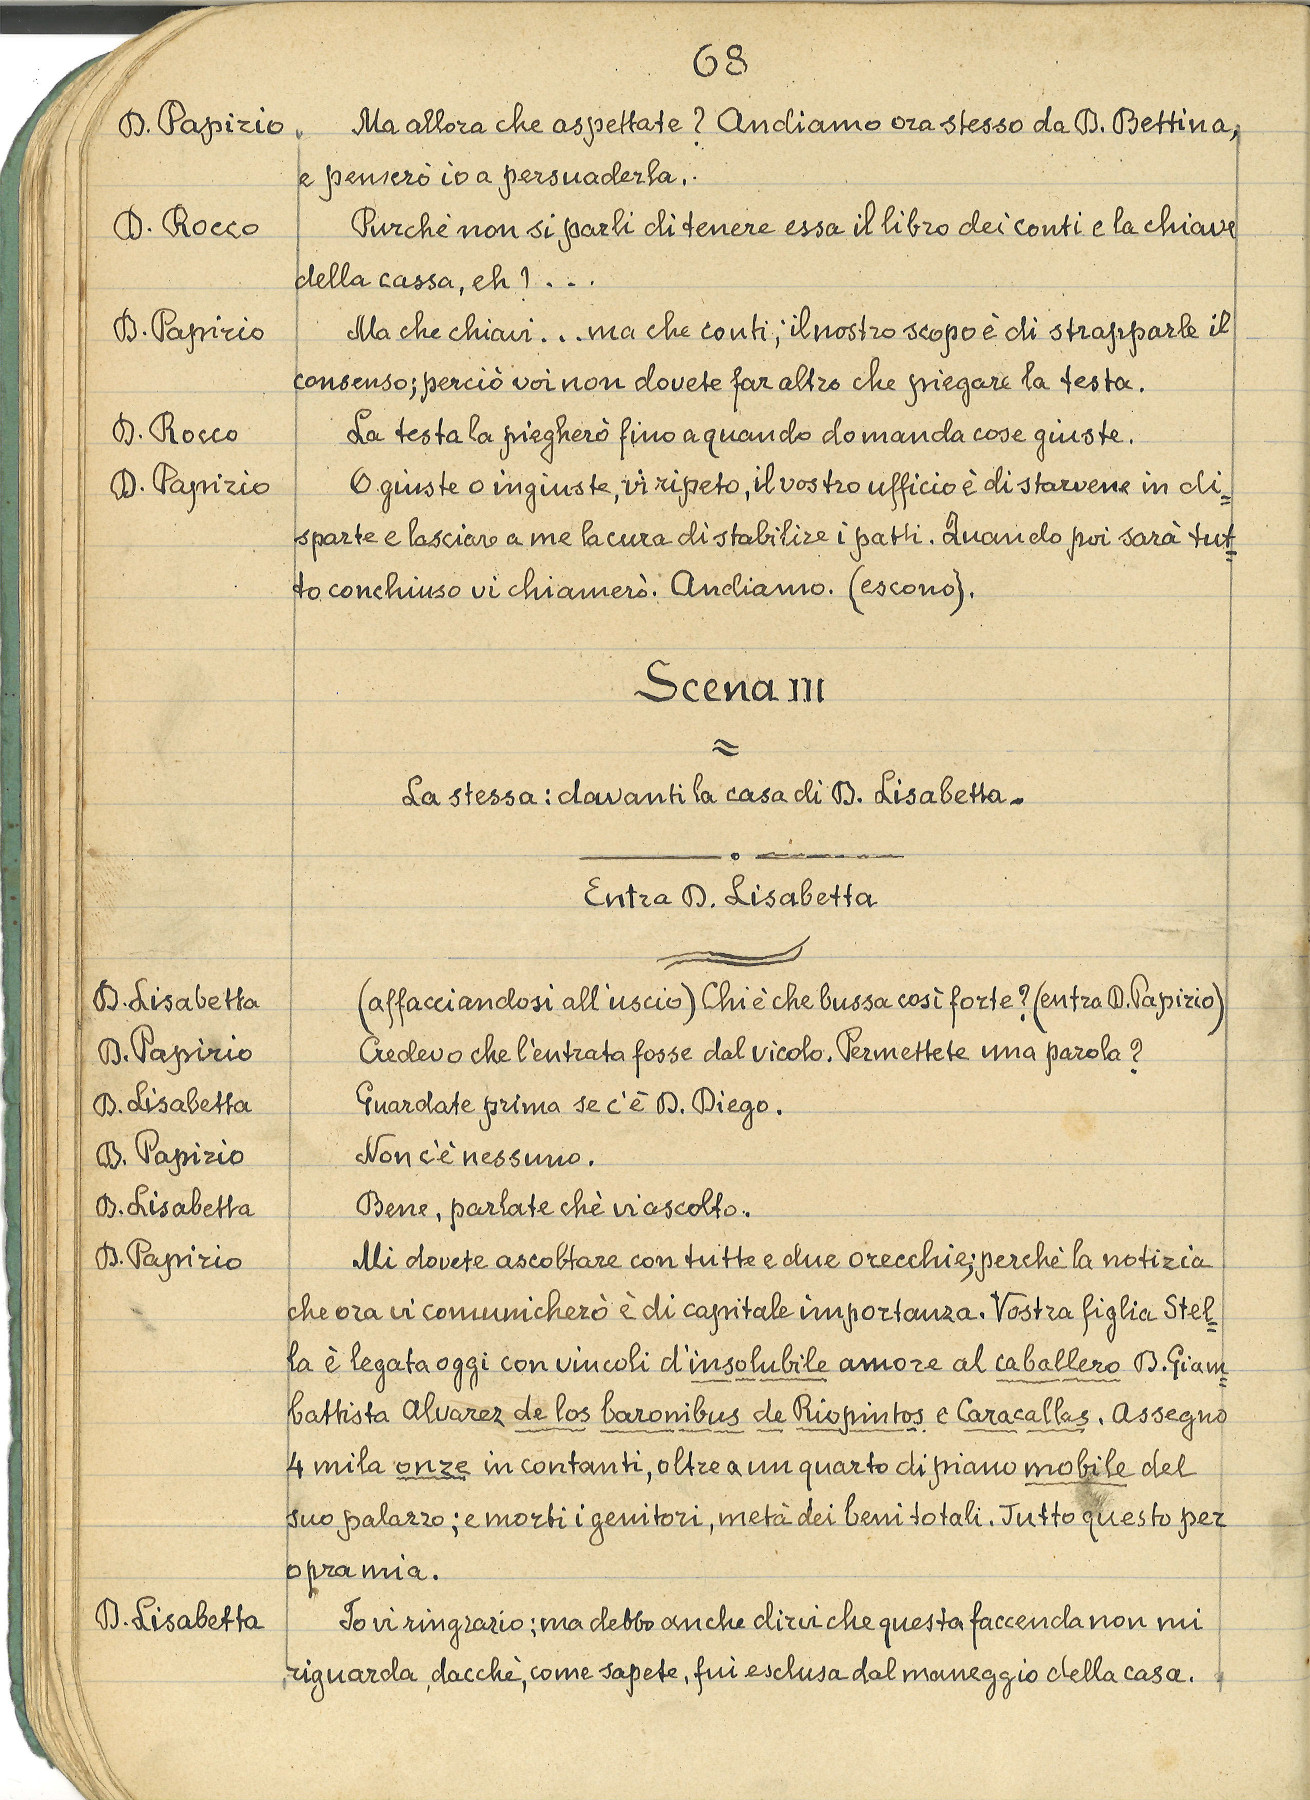 68
D. Papirio. Ma allora che aspettate? Andiamo ora stesso da D. Bettina,
e penserò io a persuaderla.
D. Rocco Purchè non si parli di tenere essa il libro dei conti e la chiave
della cassa, eh?...
D. Papirio Ma che chiavi... ma che conti; il nostro scopo è di strapparle il
consenso; perciò voi non dovete far altro che piegare la testa.
D. Rocco La testa la piegherò fino a quando domanda cose giuste.
D. Papirio O giuste o ingiuste, vi ripeto, il vostro ufficio è di starvene in di=
sparte e lasciare a me la cura di stabilire i patti. Quando poi sarà tut=
to conchiuso vi chiamerò. Andiamo. (escono).
Scena III
La stessa: davanti la casa di D. Lisabetta.
Entra D. Lisabetta
D. Lisabetta (affacciandosi all'uscio) Chi è che bussa così forte? (entra D. Papirio)
D. Papirio Credevo che l'entrata fosse dal vicolo. Permettete una parola?
D. Lisabetta Guardate prima se c'è D. Diego.
D. Papirio Non c'è nessuno.
D. Lisabetta Bene, parlate chè vi ascolto.
D. Papirio Mi dovete ascoltare con tutte e due orecchie; perchè la notizia
che ora vi comunicherò è di capitale importanza. Vostra figlia Stel=
la è legata oggi con vincoli d'insolubile amore al caballero D. Giam=
battista Alvarez de los baronibus de Riopintos e Caracallas. Assegno
4 mila onze in contanti, oltre a un quarto di piano mobile del
suo palazzo; e morti i genitori, metà dei beni totali. Tutto questo per
opra mia.
D. Lisabetta Io vi ringrazio; ma debbo anche dirvi che questa faccenda non mi
riguarda, dacchè, come sapete, fui esclusa dal maneggio della casa.